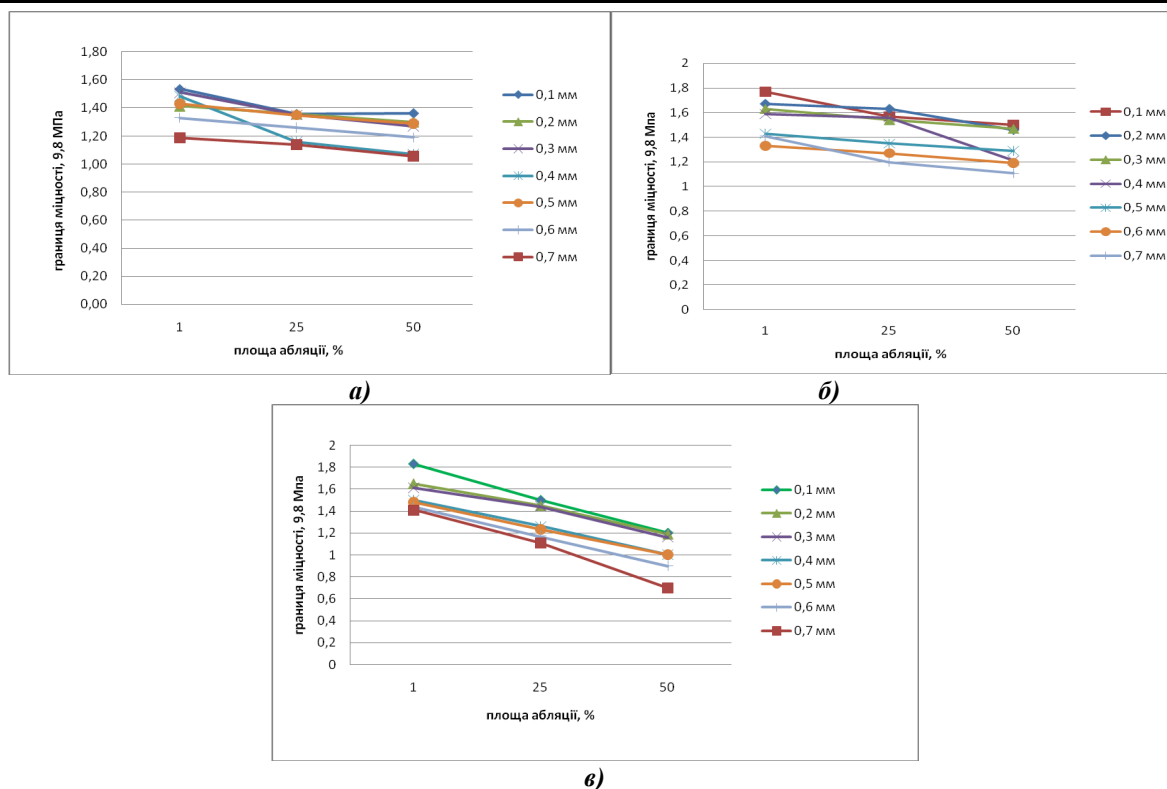 1,80
1,60
1,40
1,20
1,00
0,80
0,60
0,40
0,20
0,00
граница міцності, 9,8 МПа
1 25 50
площа абляції, %
0,1 мм
0,2 мм
0,3 мм
0,4 мм
0,5 мм
0,6 мм
0,7 мм
а)
2
1,8
1,6
1,4
1,2
1
0,8
0,6
0,4
0,2
0
границя міцності, 9,8 МПа
1 25 50
площа абляції, %
0,1 мм
0,2 мм
0,3 мм
0,4 мм
0,5 мм
0,6 мм
0,7 мм
б)
2
1,8
1,6
1,4
1,2
1
0,8
0,6
0,4
0,2
0
границя міцності, 9,8 Мпа
1 25 50
площа абляції, %
0,1 мм
0,2 мм
0,3 мм
0,4 мм
0,5 мм
0,6 мм
0,7 мм
в)